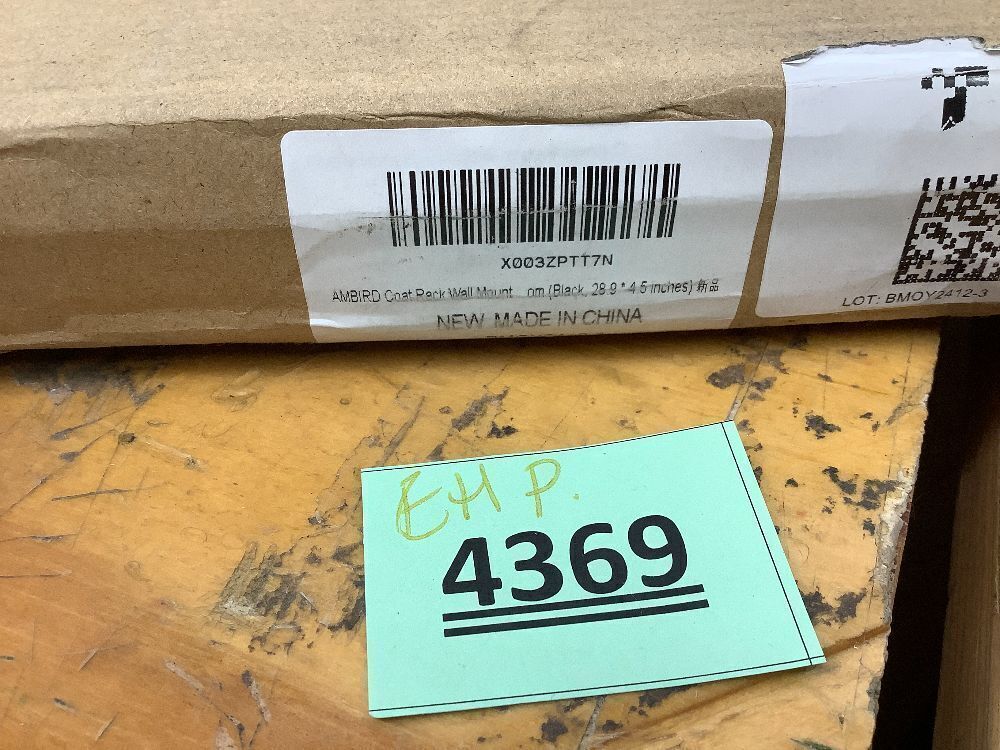 X003ZPTT7N
AMBIRD Coat Rack Wall Mount ... om (Black, 28.9 * 4.5 inches) 新品
NEW MADE IN CHINA
LOT: BMOY2412-3
EHP.
4369